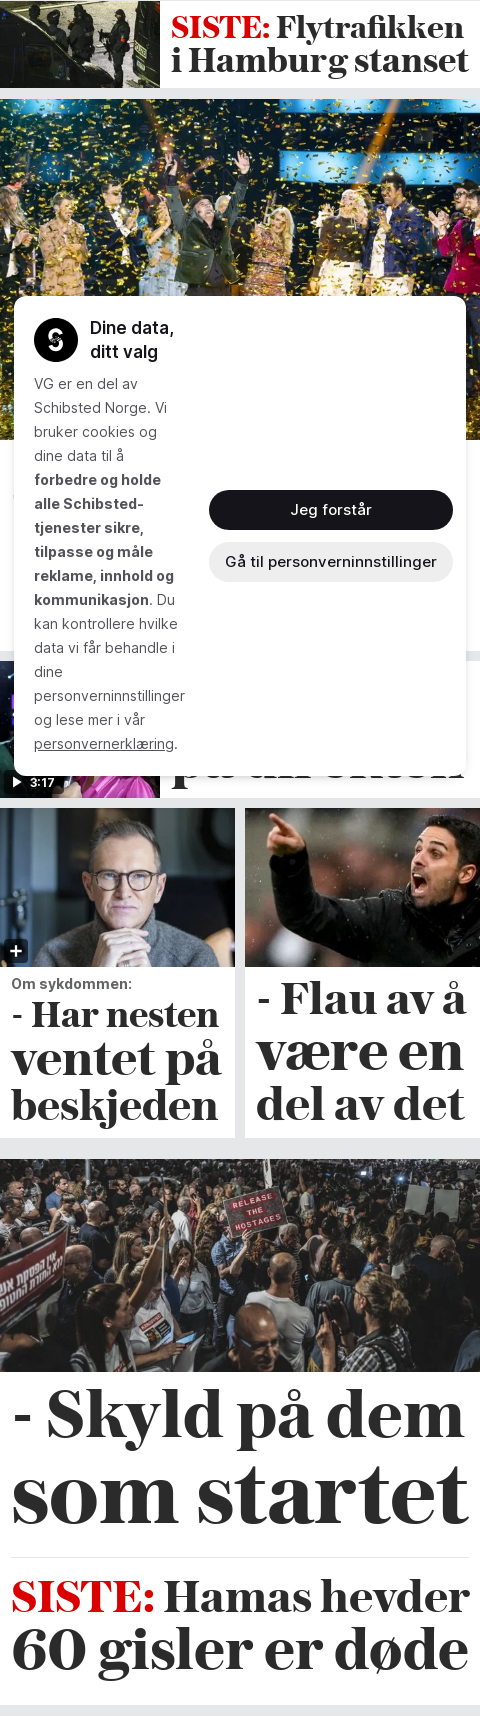 SISTE: Flytrafikken
i Hamburg stanset
Dine data,
ditt valg
VG er en del av
Schibsted Norge. Vi
bruker cookies og
dine data til å
forbedre og holde
alle Schibsted-
tjenester sikre,
tilpasse og måle
reklame, innhold og
kommunikasjon. Du
kan kontrollere hvilke
data vi får behandle i
dine
personverninnstillinger
og lese mer i vår
personvernerklæring.
Jeg forstår
Gå til personverninnstillinger
3:17
Om sykdommen:
- Har nesten
ventet på
beskjeden
- Flau av å
være en
del av det
RELEASE
THE
HOSTAGES
- Skyld på dem
som startet
SISTE: Hamas hevder
60 gisler er døde